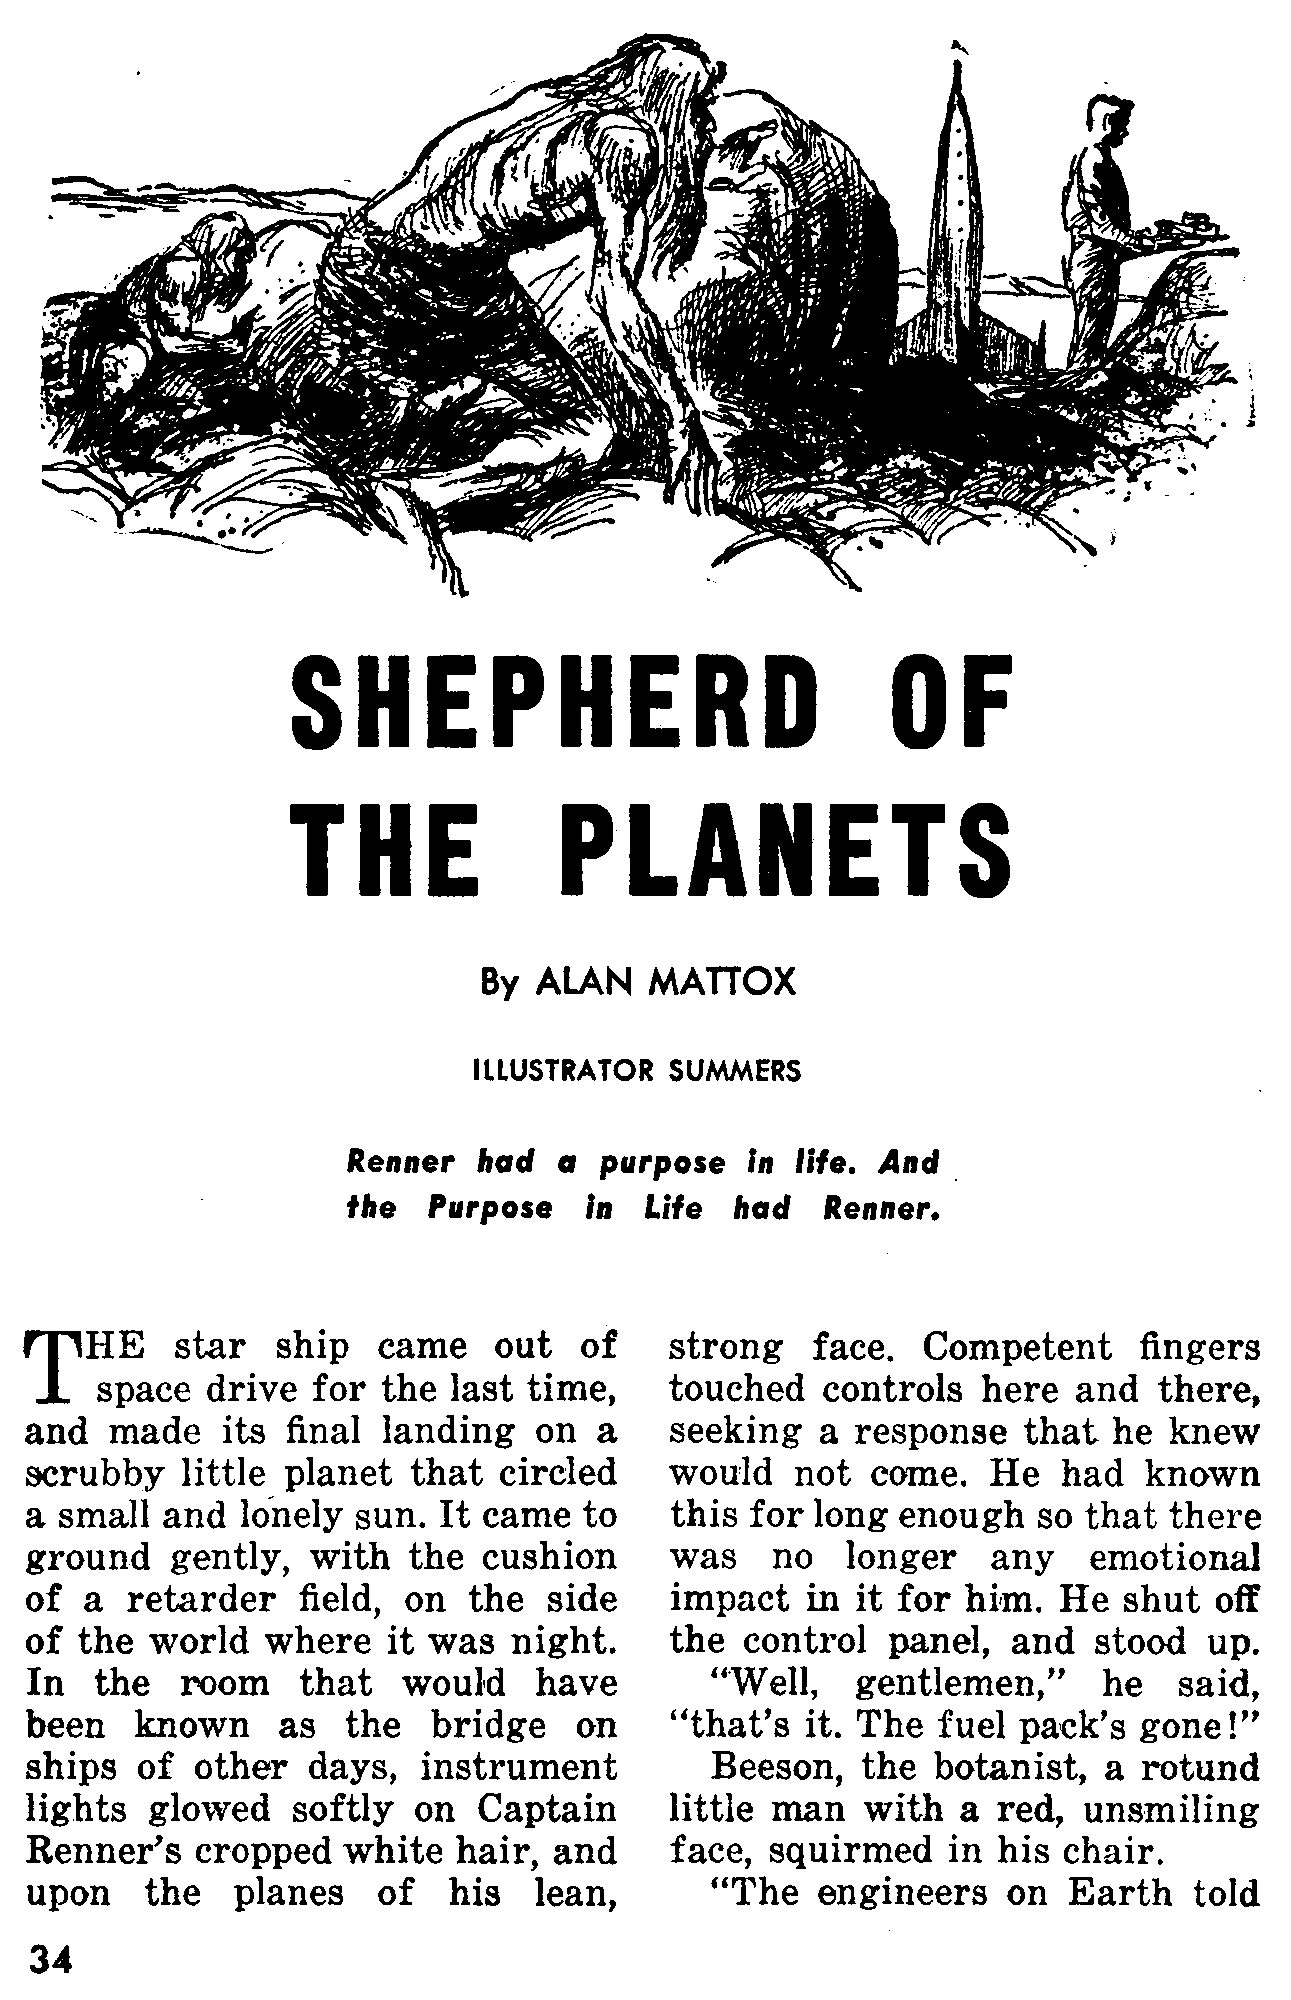 SHEPHERD OF
THE PLANETS
By ALAN MATTOX
ILLUSTRATOR SUMMERS
Renner had a purpose in life. And
the Purpose in Life had Renner.
THE star ship came out of
space drive for the last time,
and made its final landing on a
scrubby little planet that circled
a small and lonely sun. It came to
ground gently, with the cushion
of a retarder field, on the side
of the world where it was night.
In the room that would have
been known as the bridge on
ships of other days, instrument
lights glowed softly on Captain
Renner's cropped white hair, and
upon the planes of his lean,
strong face. Competent fingers
touched controls here and there,
seeking a response that he knew
would not come. He had known
this for long enough so that there
was no longer any emotional
impact in it for him. He shut off
the control panel, and stood up.
“Well, gentlemen,” he said,
“that's it. The fuel pack's gone!”
Beeson, the botanist, a rotund
little man with a red, unsmiling
face, squirmed in his chair.
“The engineers on Earth told
34